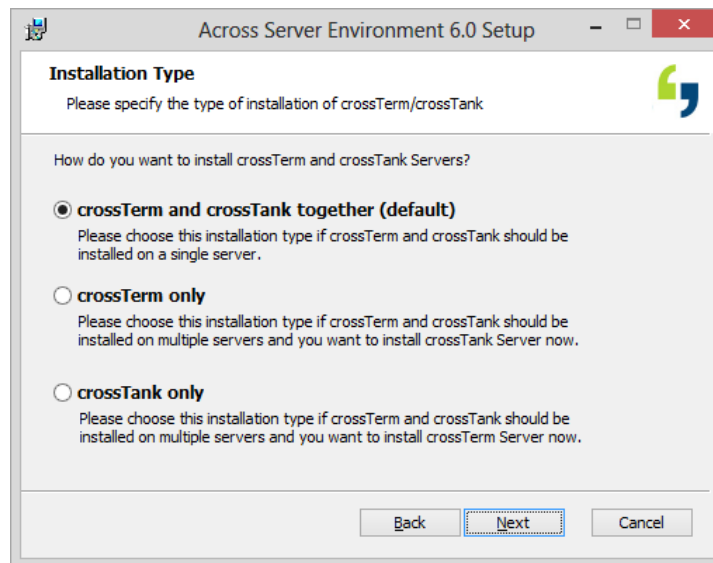 Across Server Environment 6.0 Setup
Installation Type
Please specify the type of installation of crossTerm/crossTank
How do you want to install crossTerm and crossTank Servers?
crossTerm and crossTank together (default)
Please choose this installation type if crossTerm and crossTank should be
installed on a single server.
crossTerm only
Please choose this installation type if crossTerm and crossTank should be
installed on multiple servers and you want to install crossTank Server now.
crossTank only
Please choose this installation type if crossTerm and crossTank should be
installed on multiple servers and you want to install crossTerm Server now.
Back Next Cancel